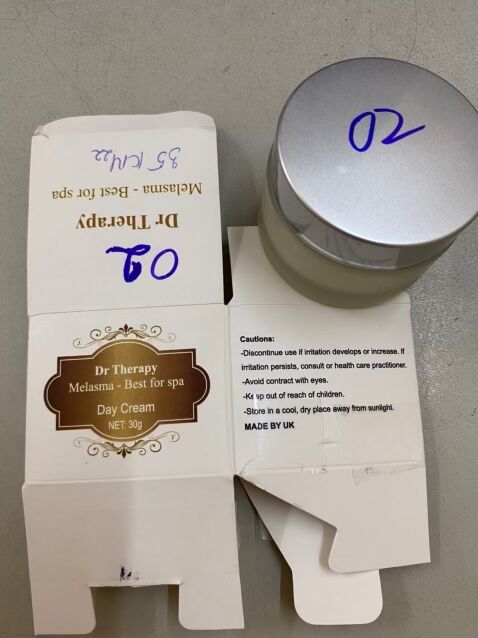 02
35 K1422
Melasma - Best for spa
Dr Therapy
02
Dr Therapy
Melasma - Best for spa
Day Cream
NET: 30g
Cautions:
-Discontinue use if irritation develops or increase. If
irritation persists, consult or health care practitioner.
-Avoid contract with eyes.
-Keep out of reach of children.
-Store in a cool, dry place away from sunlight.
MADE BY UK